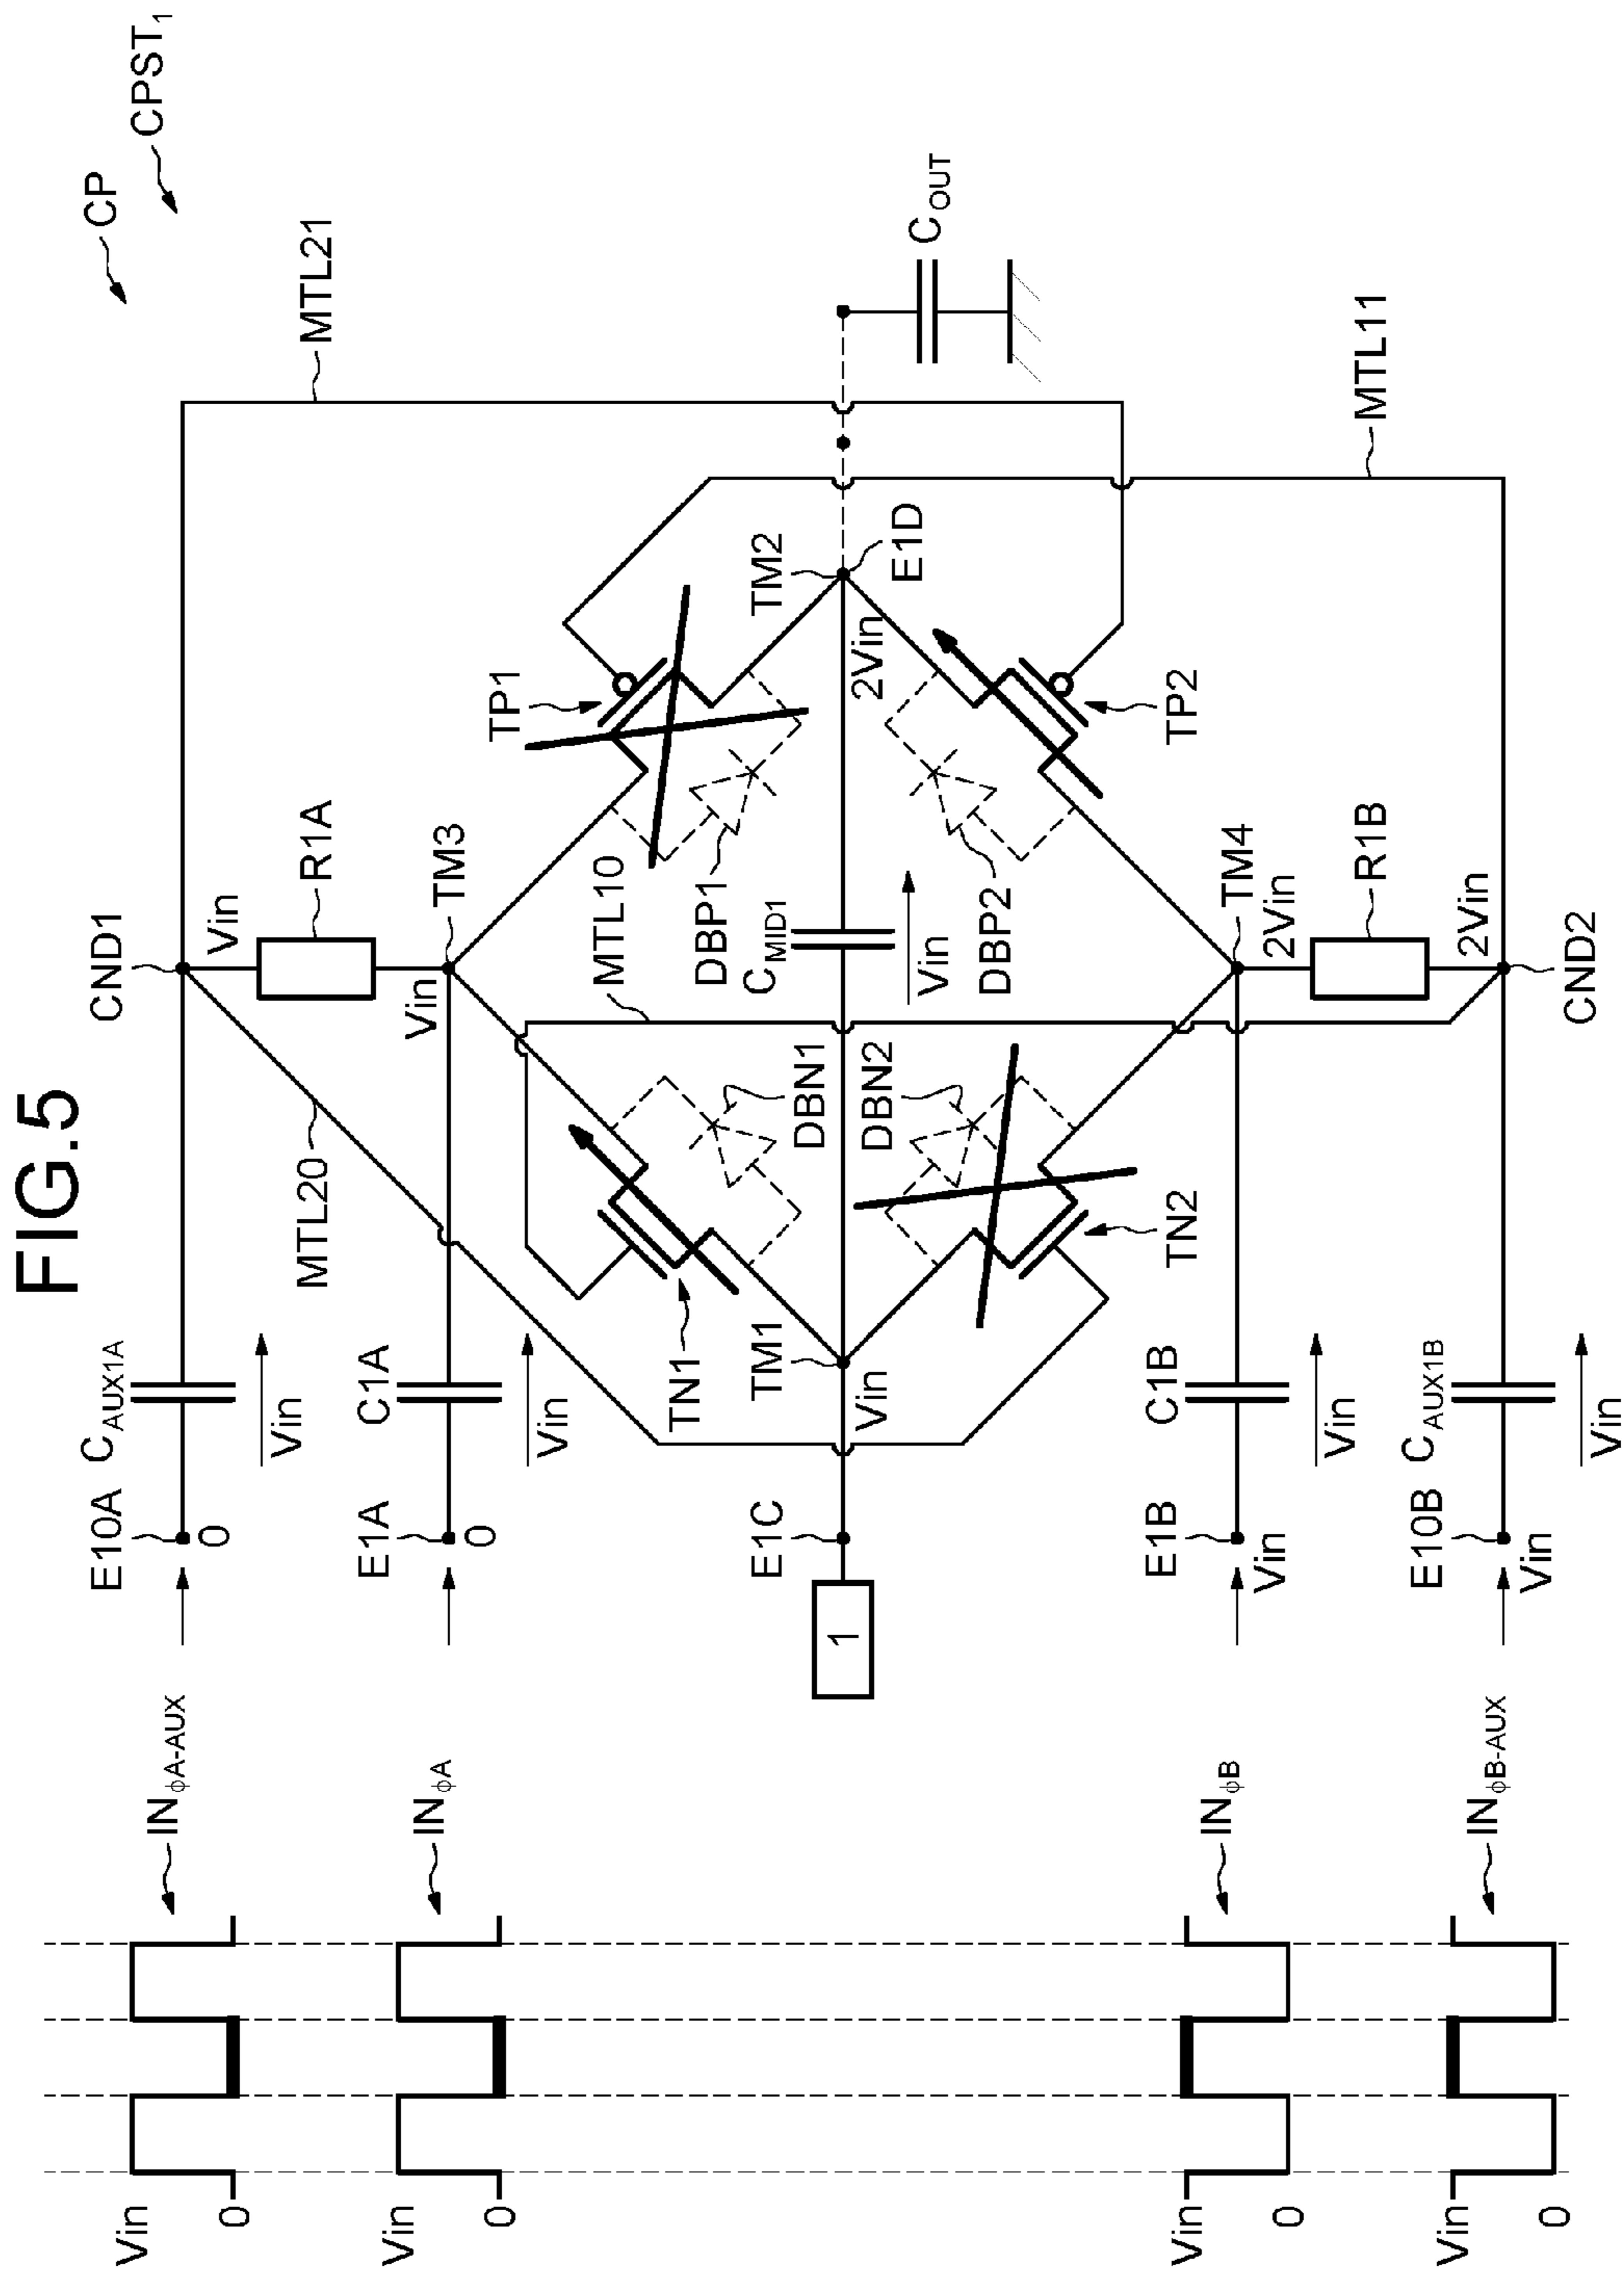 FIG.5
CP
CPST1
INϕA-AUX
Vin
0
E10A
CAUX1A
Vin
0
CND1
Vin
R1A
MTL21
MTL20
INϕA
Vin
0
E1A
C1A
Vin
0
Vin
TM3
TN1
MTL10
TP1
DBN1
DBP1
CMID1
Vin
1
E1C
TM1
Vin
TM2
2Vin
E1D
COUT
DBN2
DBP2
TN2
TP2
INϕB
Vin
0
E1B
C1B
Vin
Vin
TM4
2Vin
R1B
MTL11
INϕB-AUX
Vin
0
E10B
CAUX1B
Vin
Vin
2Vin
CND2